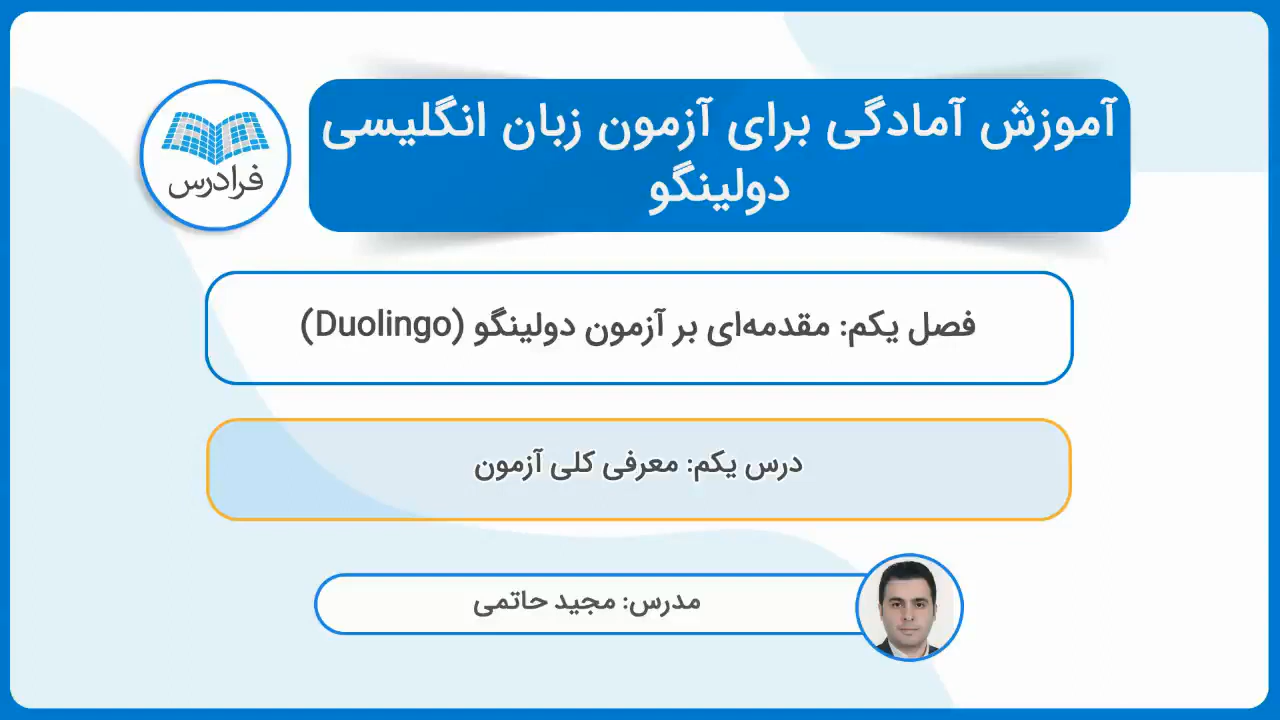 آموزش آمادگی برای آزمون زبان انگلیسی
دولینگو
فرادرس
فصل یکم: مقدمه‌ای بر آزمون دولینگو (Duolingo)
درس یکم: معرفی کلی آزمون
مدرس: مجید حاتمی